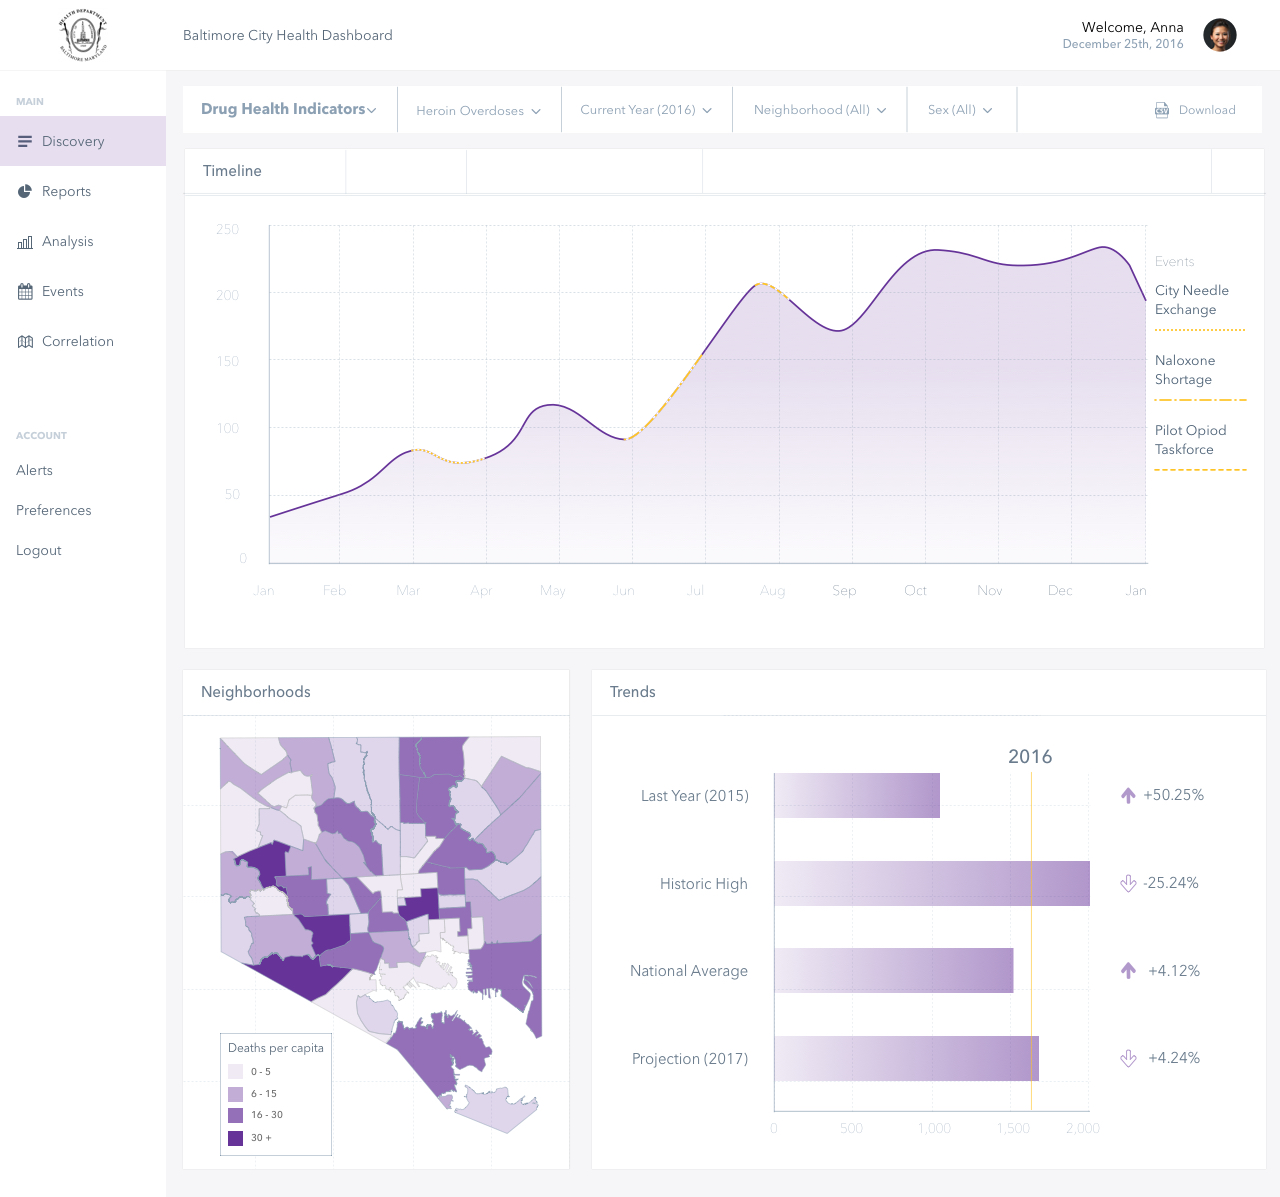 HEALTH DEPARTMENT
BALTIMORE MARYLAND
Baltimore City Health Dashboard
Welcome, Anna
December 25th, 2016
MAIN
Discovery
Reports
Analysis
Events
Correlation
ACCOUNT
Alerts
Preferences
Logout
Drug Health Indicators
Heroin Overdoses
Current Year (2016)
Neighborhood (All)
Sex (All)
Download
Timeline
250
200
150
100
50
0
Jan Feb Mar Apr May Jun Jul Aug Sep Oct Nov Dec Jan
Events
City Needle
Exchange
Naloxone
Shortage
Pilot Opiod
Taskforce
Neighborhoods
Deaths per capita
0 - 5
6 - 15
16 - 30
30 +
Trends
2016
Last Year (2015)
+50.25%
Historic High
-25.24%
National Average
+4.12%
Projection (2017)
+4.24%
0 500 1,000 1,500 2,000